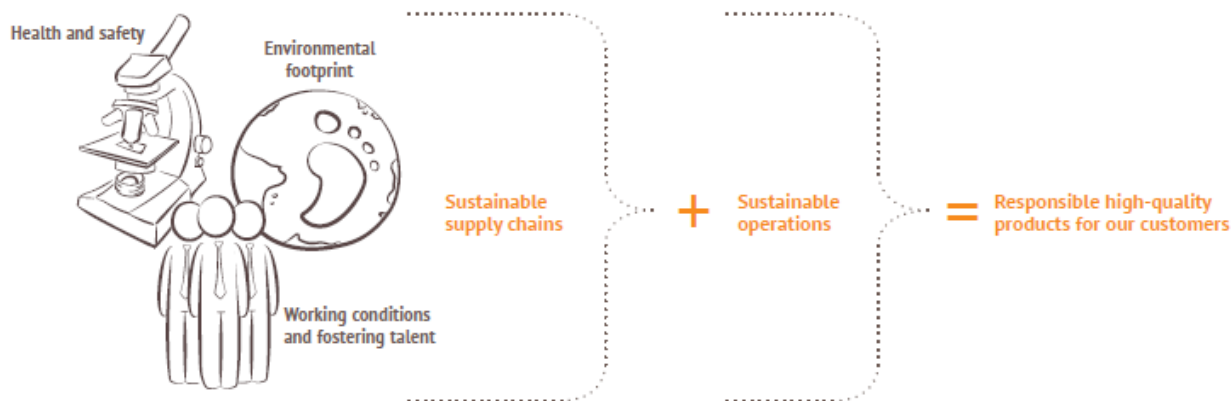 Health and safety
Environmental
footprint
Working conditions
and fostering talent
Sustainable
supply chains
+
Sustainable
operations
=
Responsible high-quality
products for our customers